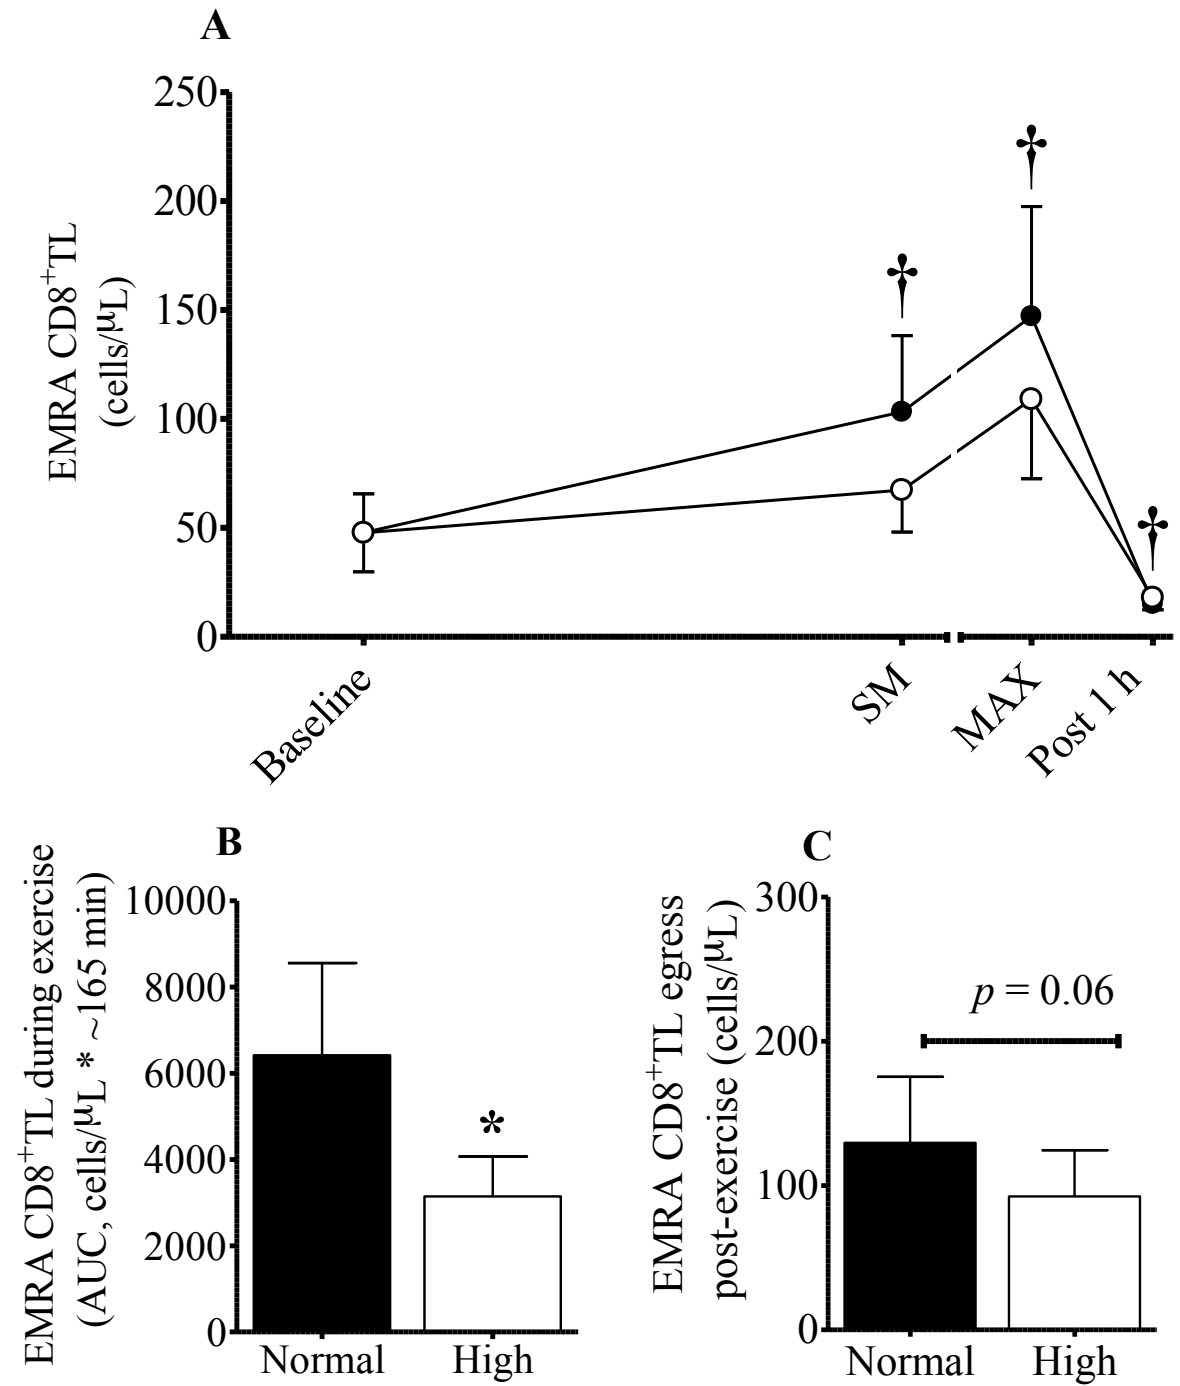 A
250
200
150
100
50
0
EMRA CD8⁺TL
(cells/µL)
†
†
†
Baseline
SM
MAX
Post 1 h
B
10000
8000
6000
4000
2000
0
EMRA CD8⁺TL during exercise
(AUC, cells/µL * ~165 min)
*
Normal
High
C
300
200
100
0
EMRA CD8⁺TL egress
post-exercise (cells/µL)
p = 0.06
Normal
High